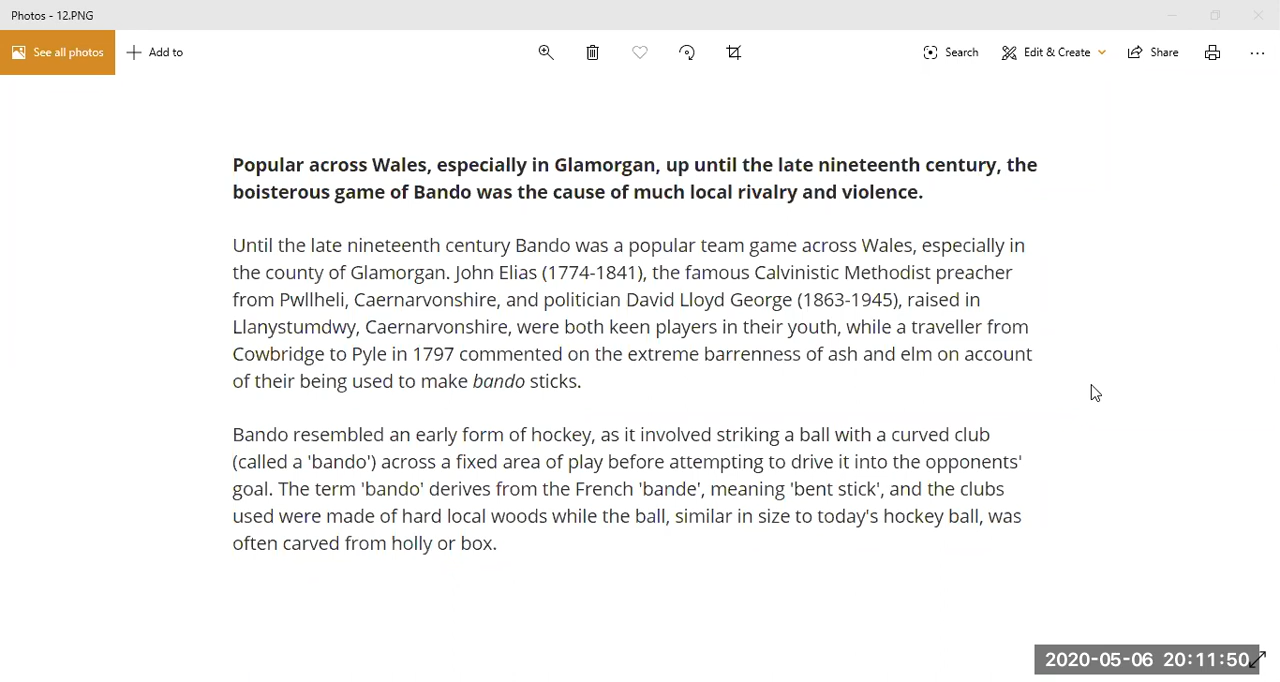 Photos - 12.PNG
See all photos
Add to
Search
Edit & Create
Share
Popular across Wales, especially in Glamorgan, up until the late nineteenth century, the
boisterous game of Bando was the cause of much local rivalry and violence.
Until the late nineteenth century Bando was a popular team game across Wales, especially in
the county of Glamorgan. John Elias (1774-1841), the famous Calvinistic Methodist preacher
from Pwllheli, Caernarvonshire, and politician David Lloyd George (1863-1945), raised in
Llanystumdwy, Caernarvonshire, were both keen players in their youth, while a traveller from
Cowbridge to Pyle in 1797 commented on the extreme barrenness of ash and elm on account
of their being used to make bando sticks.
Bando resembled an early form of hockey, as it involved striking a ball with a curved club
(called a 'bando') across a fixed area of play before attempting to drive it into the opponents'
goal. The term 'bando' derives from the French 'bande', meaning 'bent stick', and the clubs
used were made of hard local woods while the ball, similar in size to today's hockey ball, was
often carved from holly or box.
2020-05-06 20:11:50